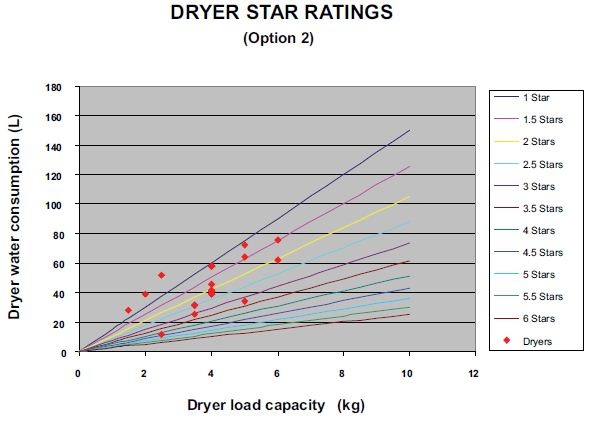 DRYER STAR RATINGS
(Option 2)
Dryer water consumption (L)
180
160
140
120
100
80
60
40
20
0
0 2 4 6 8 10 12
Dryer load capacity (kg)
1 Star
1.5 Stars
2 Stars
2.5 Stars
3 Stars
3.5 Stars
4 Stars
4.5 Stars
5 Stars
5.5 Stars
6 Stars
Dryers